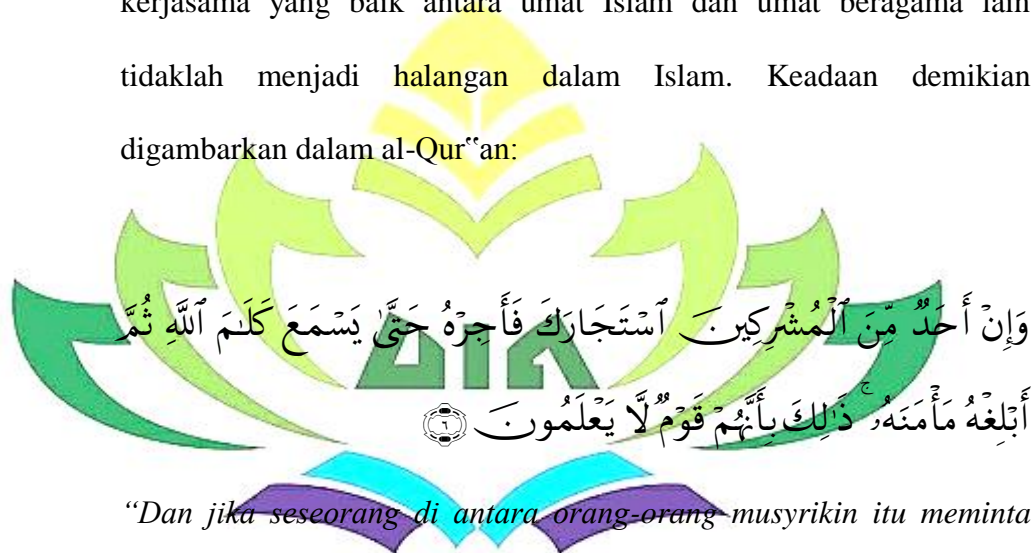 kerjasama yang baik antara umat Islam dan umat beragama lain
tidaklah menjadi halangan dalam Islam. Keadaan demikian
digambarkan dalam al-Qur‟an:
وَإِنْ أَحَدٌ مِّنَ ٱلْمُشْرِكِينَ ٱسْتَجَارَكَ فَأَجِرْهُ حَتَّىٰ يَسْمَعَ كَلَـٰمَ ٱللَّهِ ثُمَّ
أَبْلِغْهُ مَأْمَنَهُۥ ۚ ذَٰلِكَ بِأَنَّهُمْ قَوْمٌ لَّا يَعْلَمُونَ ﴿٦﴾
“Dan jika seseorang di antara orang-orang musyrikin itu meminta